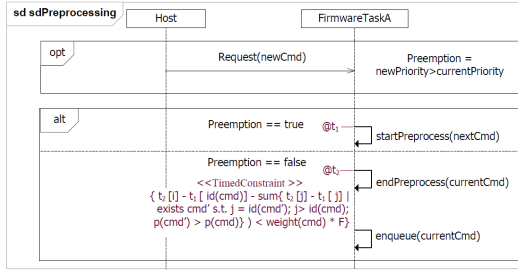 sd sdPreprocessing
Host
FirmwareTaskA
opt
Request(newCmd)
Preemption =
newPriority>currentPriority
alt
Preemption == true
@t₁
startPreprocess(nextCmd)
Preemption == false
@t₂
<<TimedConstraint >>
endPreprocess(currentCmd)
{ t₂ [i] - t₁ [ id(cmd)] - sum{ t₂ [j] - t₁ [ j] |
exists cmd' s.t. j = id(cmd'); j> id(cmd);
p(cmd') > p(cmd)} ) < weight(cmd) * F}
enqueue(currentCmd)